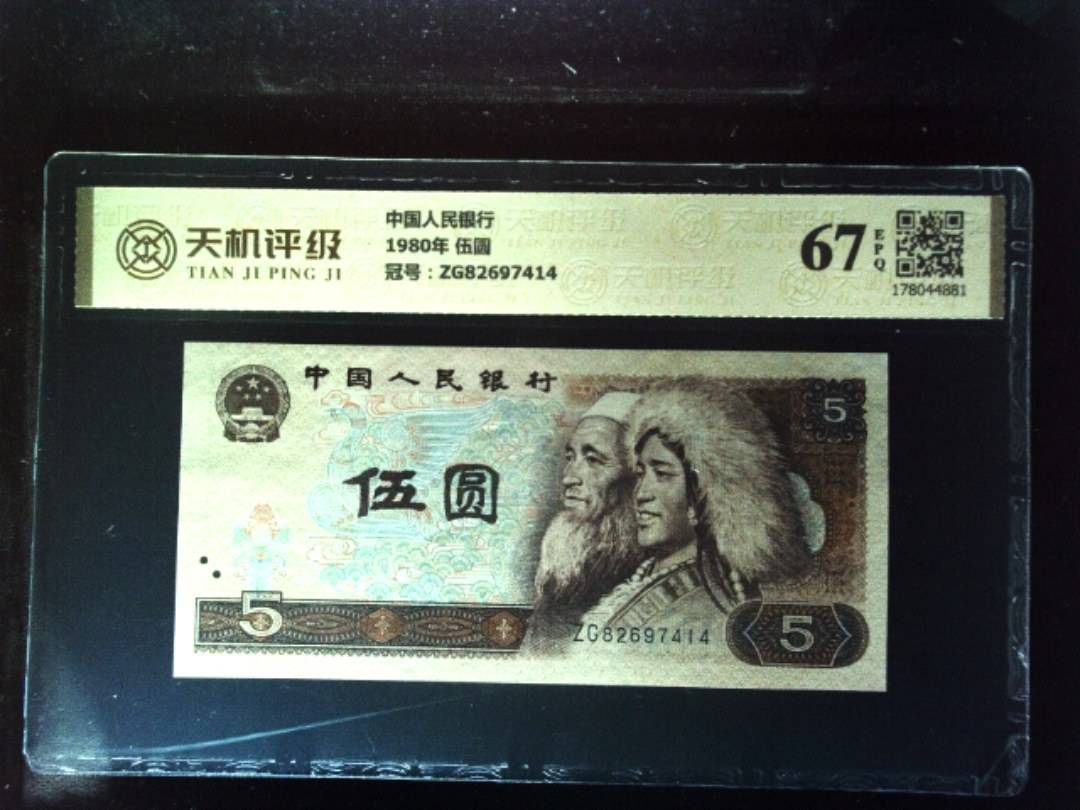 天机评级
TIAN JI PING JI
中国人民银行
1980年 伍圆
冠号：ZG82697414
67
EPQ
178044881
中国人民银行
5
伍圆
5
ZG82697414
5